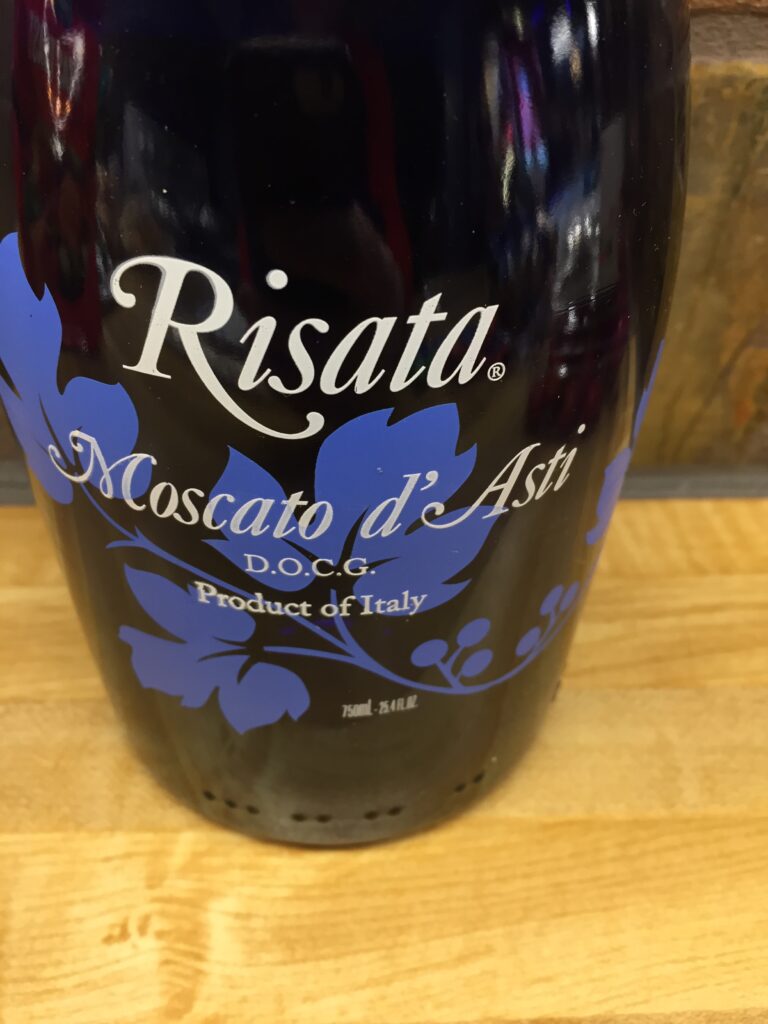 Risata®
Moscato d'Asti
D.O.C.G.
Product of Italy
750mL - 25.4 FL.OZ.